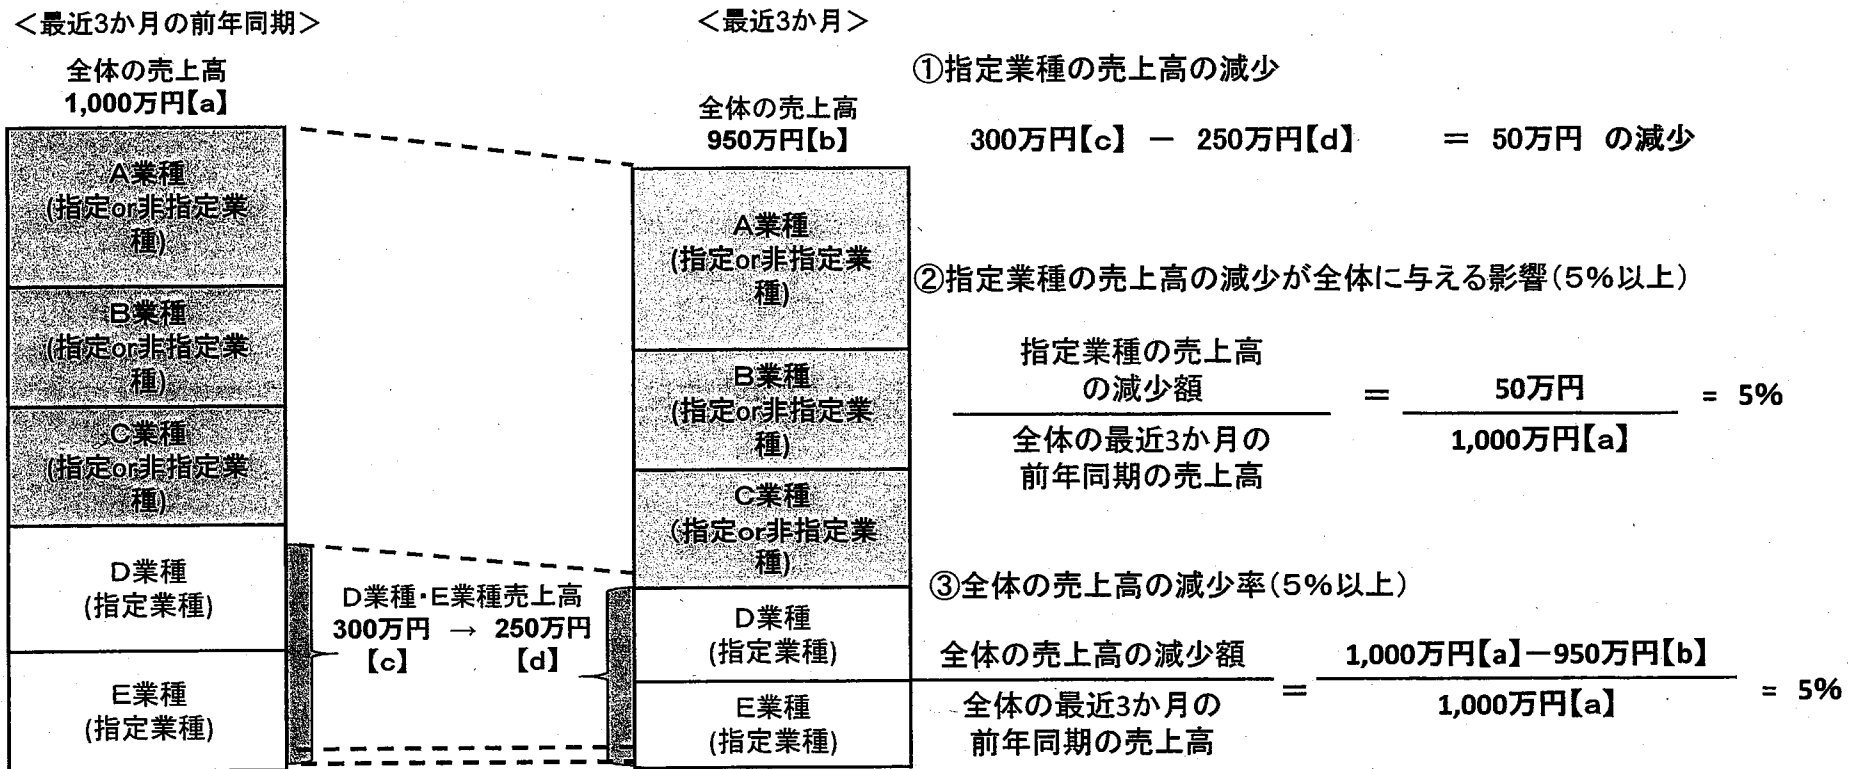 ＜最近3か月の前年同期＞
全体の売上高
1,000万円【a】
A業種
(指定or非指定業
種)
B業種
(指定or非指定業
種)
C業種
(指定or非指定業
種)
D業種
(指定業種)
E業種
(指定業種)
D業種・E業種売上高
300万円 → 250万円
【c】 【d】
＜最近3か月＞
全体の売上高
950万円【b】
A業種
(指定or非指定業
種)
B業種
(指定or非指定業
種)
C業種
(指定or非指定業
種)
D業種
(指定業種)
E業種
(指定業種)
①指定業種の売上高の減少
300万円【c】 － 250万円【d】 ＝ 50万円 の減少
②指定業種の売上高の減少が全体に与える影響(5％以上)
指定業種の売上高
の減少額
全体の最近3か月の
前年同期の売上高
＝
50万円
1,000万円【a】
= 5%
③全体の売上高の減少率(5％以上)
全体の売上高の減少額
全体の最近3か月の
前年同期の売上高
＝
1,000万円【a】－950万円【b】
1,000万円【a】
= 5%